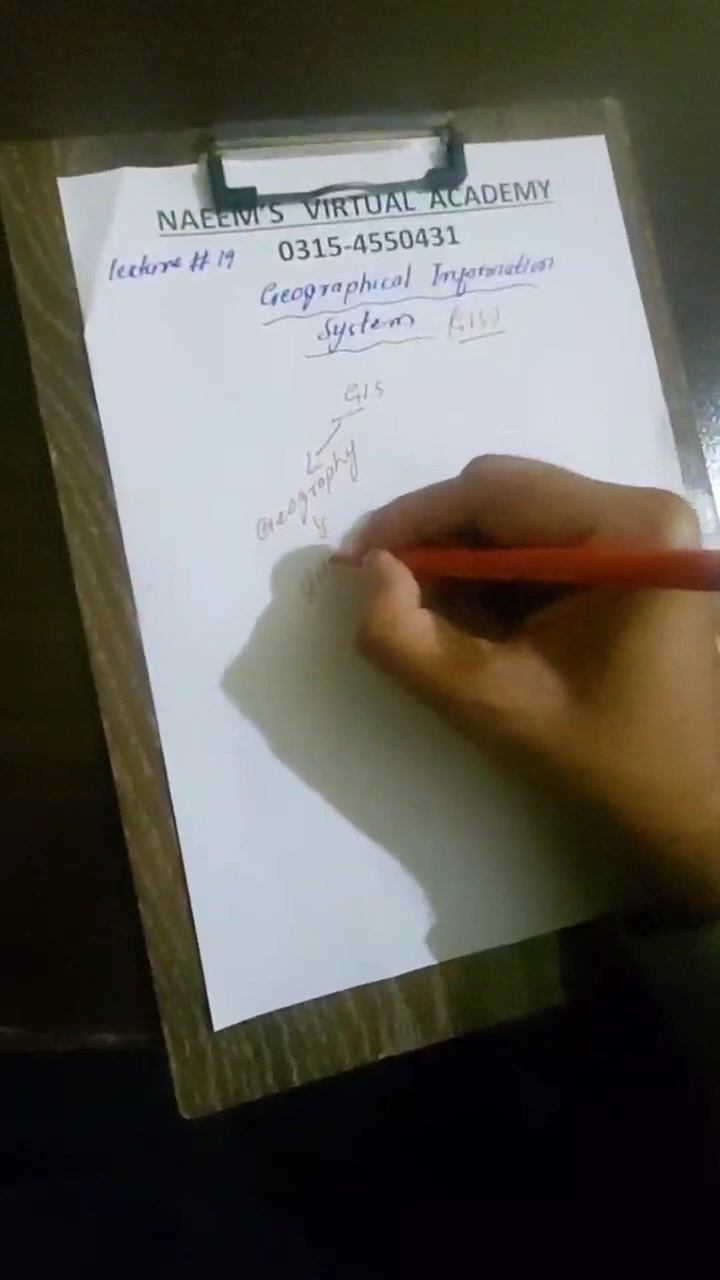 NAEEM'S VIRTUAL ACADEMY
0315-4550431
lecture # 19
Geographical Information
System (GIS)
GIS
Geography